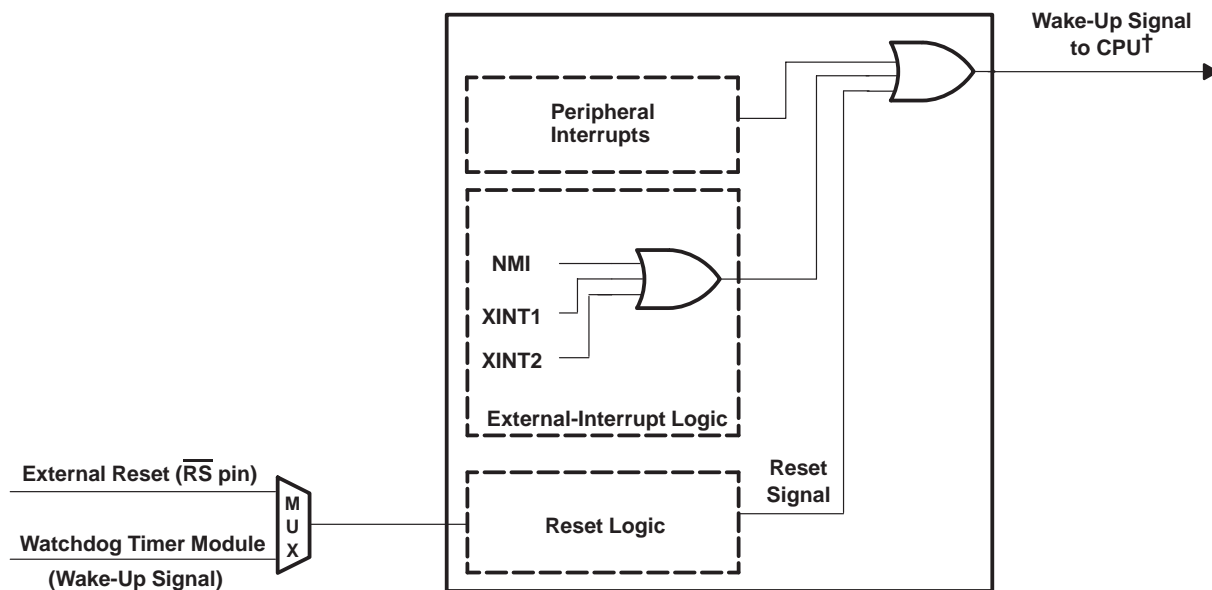 Wake-Up Signal
to CPU†
Peripheral
Interrupts
NMI
XINT1
XINT2
External-Interrupt Logic
External Reset (R̅S̅ pin)
M
U
X
Watchdog Timer Module
(Wake-Up Signal)
Reset Logic
Reset
Signal